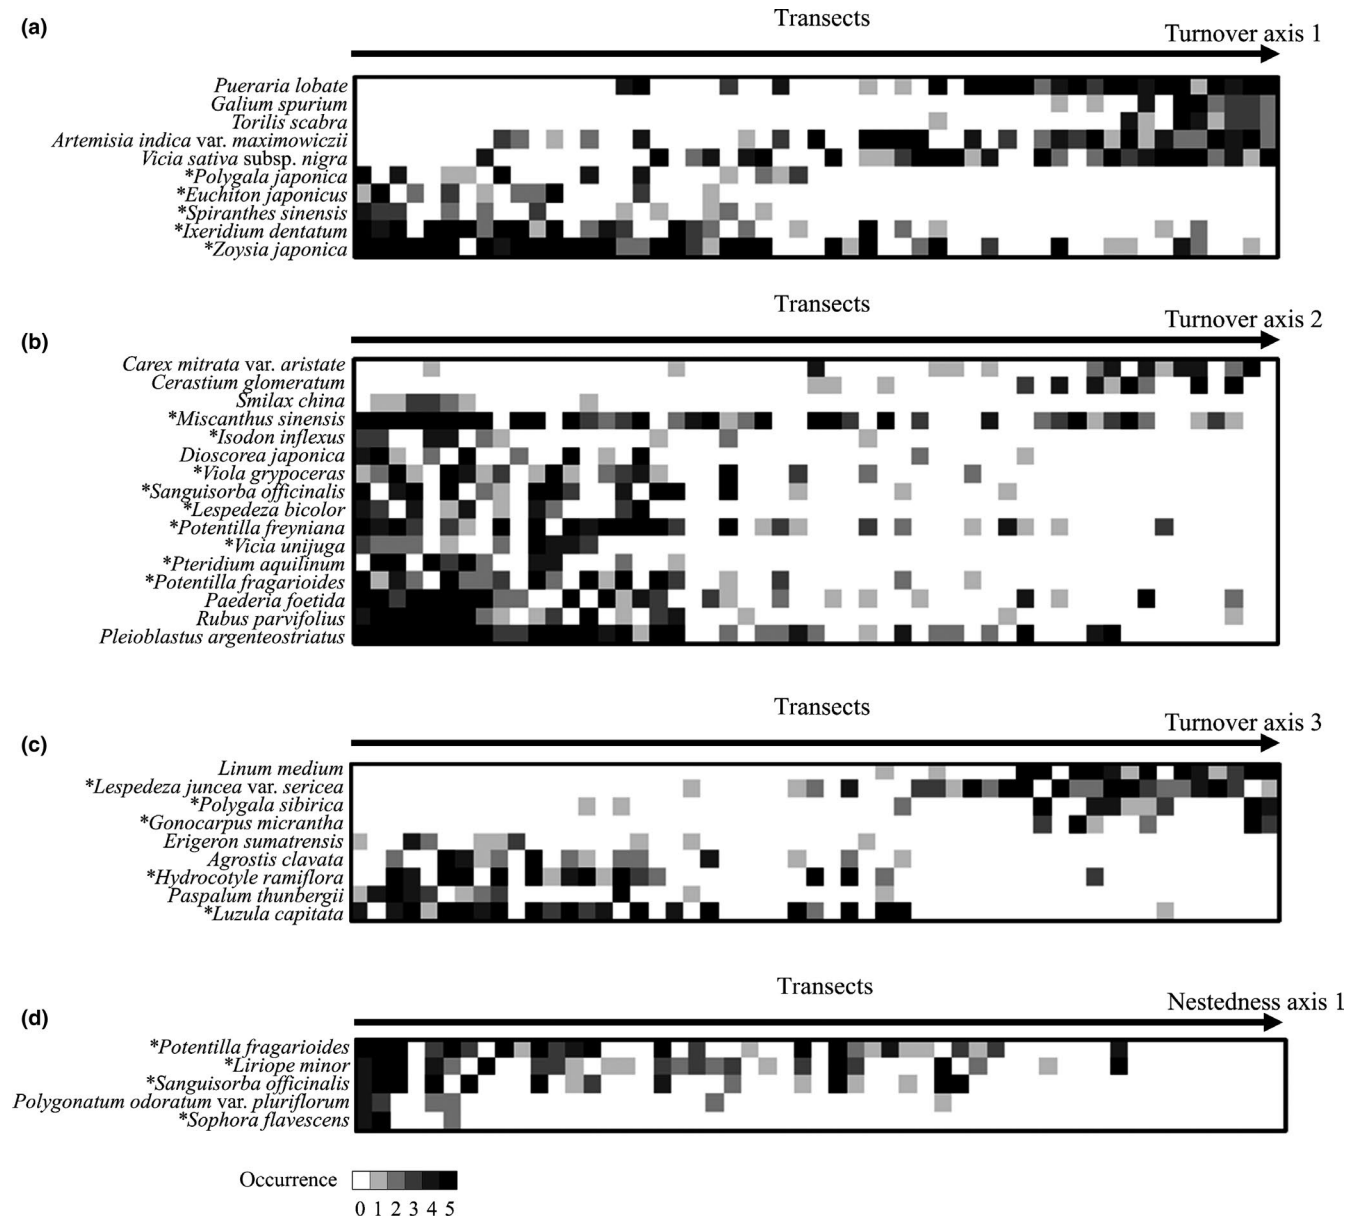 (a)
Transects
Turnover axis 1
Pueraria lobate
Galium spurium
Torilis scabra
Artemisia indica var. maximowiczii
Vicia sativa subsp. nigra
*Polygala japonica
*Euchiton japonicus
*Spiranthes sinensis
*Ixeridium dentatum
*Zoysia japonica
(b)
Transects
Turnover axis 2
Carex mitrata var. aristate
Cerastium glomeratum
Smilax china
*Miscanthus sinensis
*Isodon inflexus
Dioscorea japonica
*Viola grypoceras
*Sanguisorba officinalis
*Lespedeza bicolor
*Potentilla freyniana
*Vicia unijuga
*Pteridium aquilinum
*Potentilla fragarioides
Paederia foetida
Rubus parvifolius
Pleioblastus argenteostriatus
(c)
Transects
Turnover axis 3
Linum medium
*Lespedeza juncea var. sericea
*Polygala sibirica
*Gonocarpus micrantha
Erigeron sumatrensis
Agrostis clavata
*Hydrocotyle ramiflora
Paspalum thunbergii
*Luzula capitata
(d)
Transects
Nestedness axis 1
*Potentilla fragarioides
*Liriope minor
*Sanguisorba officinalis
Polygonatum odoratum var. pluriflorum
*Sophora flavescens
Occurrence
0 1 2 3 4 5